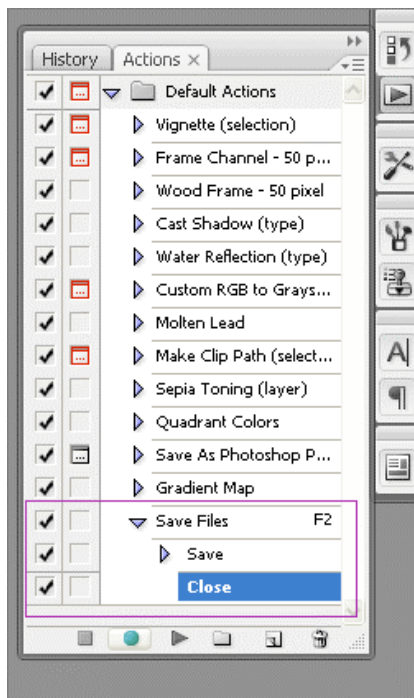 History Actions ×
Default Actions
Vignette (selection)
Frame Channel - 50 p...
Wood Frame - 50 pixel
Cast Shadow (type)
Water Reflection (type)
Custom RGB to Grays...
Molten Lead
Make Clip Path (select...
Sepia Toning (layer)
Quadrant Colors
Save As Photoshop P...
Gradient Map
Save Files F2
Save
Close